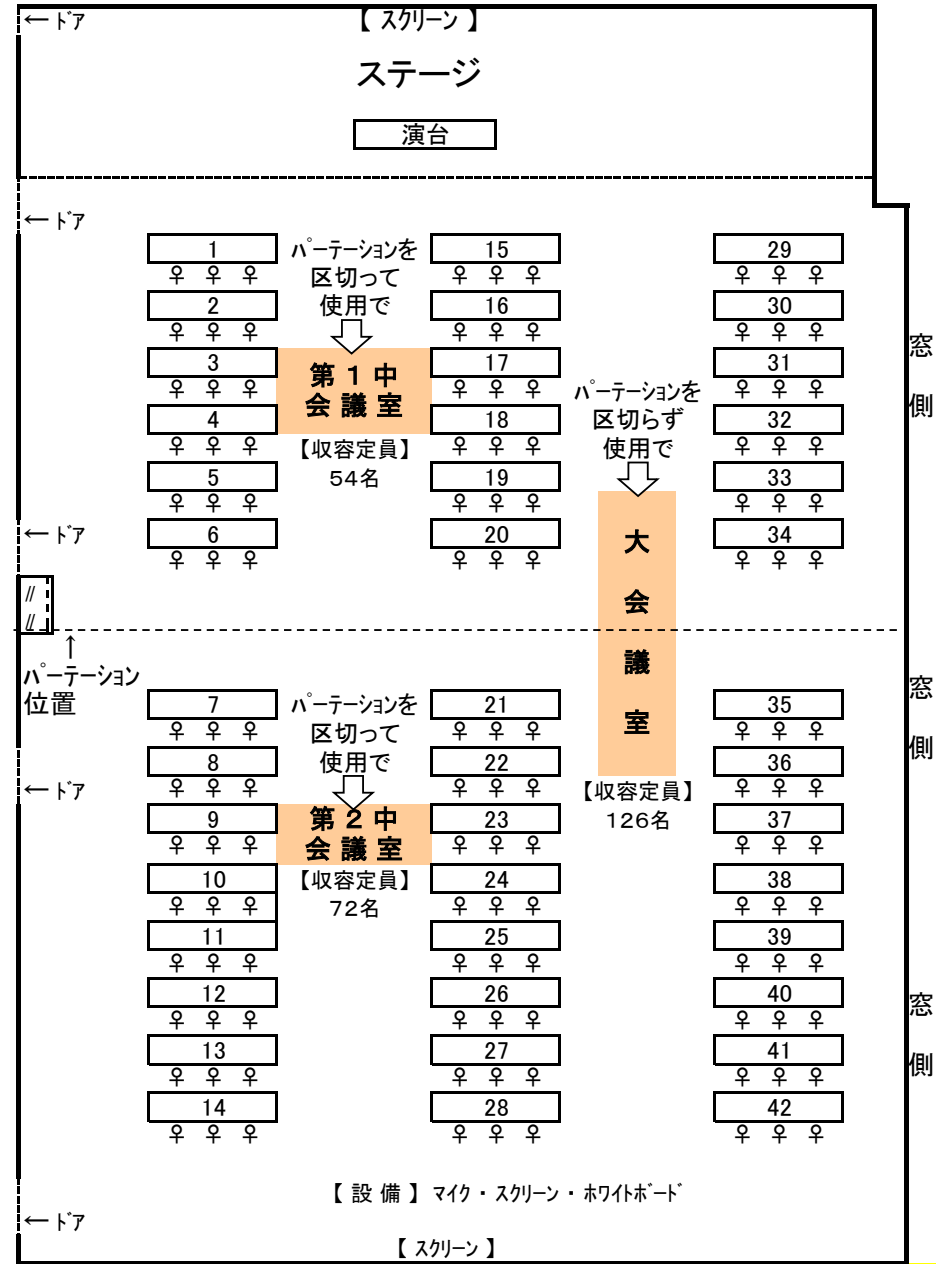 ←ﾄﾞｱ
【 ｽｸﾘｰﾝ 】
ステージ
演台
←ﾄﾞｱ
1
ﾊﾟｰﾃｰｼｮﾝを
区切って
使用で
15
29
2
16
30
3
第１中
会議室
17
31
窓
側
4
18
ﾊﾟｰﾃｰｼｮﾝを
区切らず
使用で
32
【収容定員】
54名
5
19
33
←ﾄﾞｱ
6
20
大
会
議
室
34
〃
〃
↑
ﾊﾟｰﾃｰｼｮﾝ
位置
7
ﾊﾟｰﾃｰｼｮﾝを
区切って
使用で
21
35
窓
側
8
22
36
←ﾄﾞｱ
【収容定員】
126名
9
第２中
会議室
23
37
10
【収容定員】
72名
24
38
11
25
39
12
26
40
窓
側
13
27
41
14
28
42
【 設 備 】 ﾏｲｸ ・ ｽｸﾘｰﾝ ・ ﾎﾜｲﾄﾎﾞｰﾄﾞ
←ﾄﾞｱ
【 ｽｸﾘｰﾝ 】